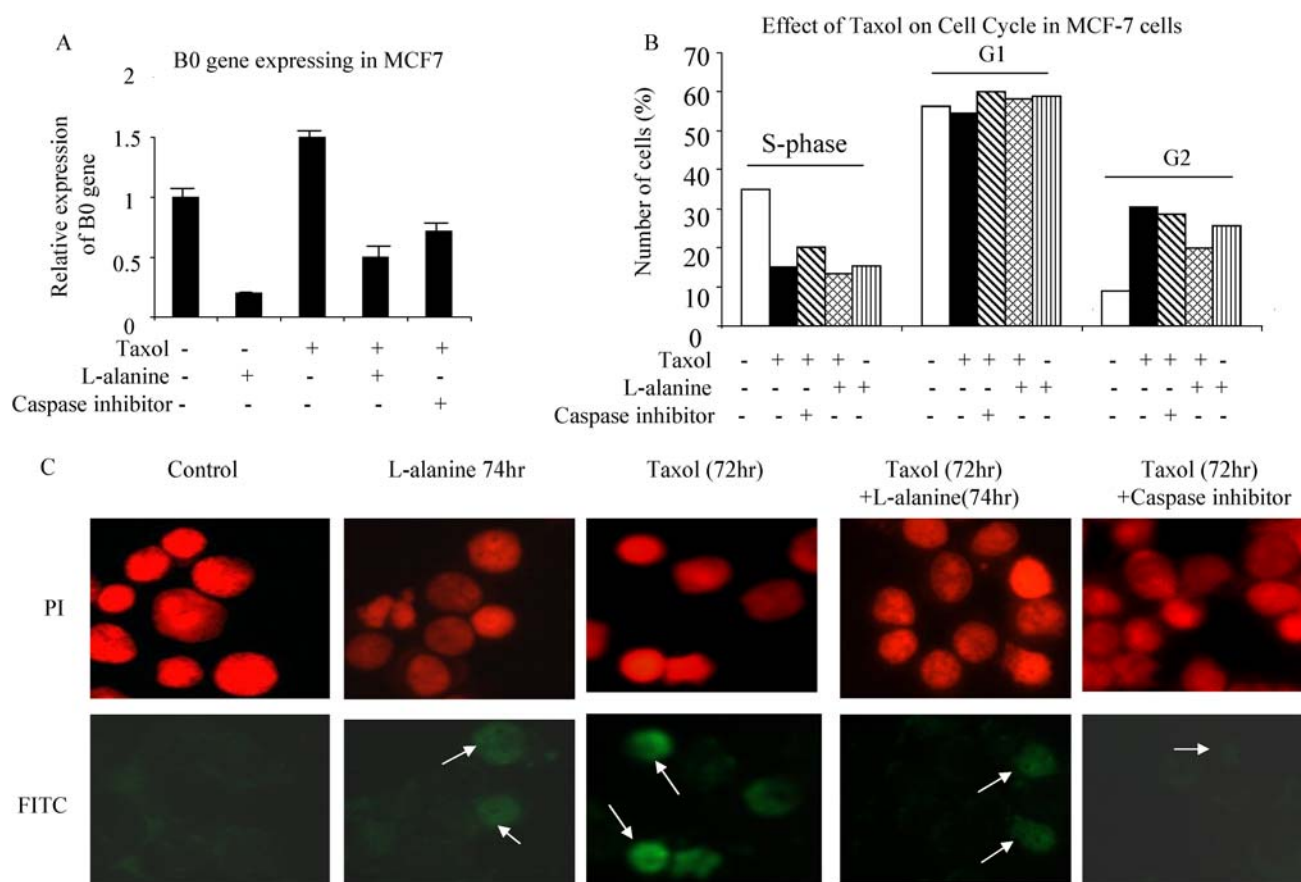 A
B0 gene expressing in MCF7
Relative expression
of B0 gene
2
1.5
1
0.5
0
Taxol - - + + +
L-alanine - + - + -
Caspase inhibitor - - - - +
B
Effect of Taxol on Cell Cycle in MCF-7 cells
Number of cells (%)
70
60
50
40
30
20
10
0
S-phase
G1
G2
Taxol - + + + - - + + + - - + + + -
L-alanine - - - + + - - - + + - - - + +
Caspase inhibitor - - + - - - - + - - - - + - -
C
Control
L-alanine 74hr
Taxol (72hr)
Taxol (72hr)
+L-alanine(74hr)
Taxol (72hr)
+Caspase inhibitor
PI
FITC